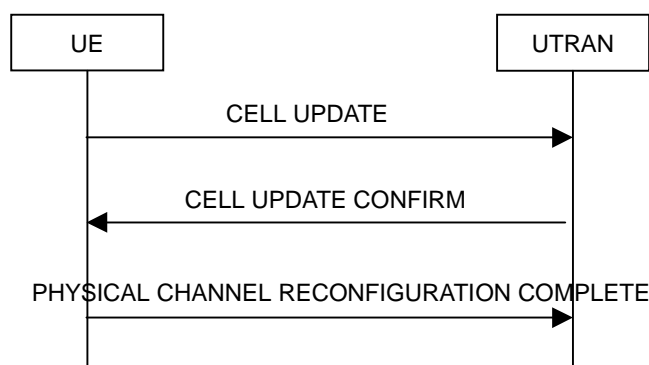 UE
UTRAN
CELL UPDATE
CELL UPDATE CONFIRM
PHYSICAL CHANNEL RECONFIGURATION COMPLETE